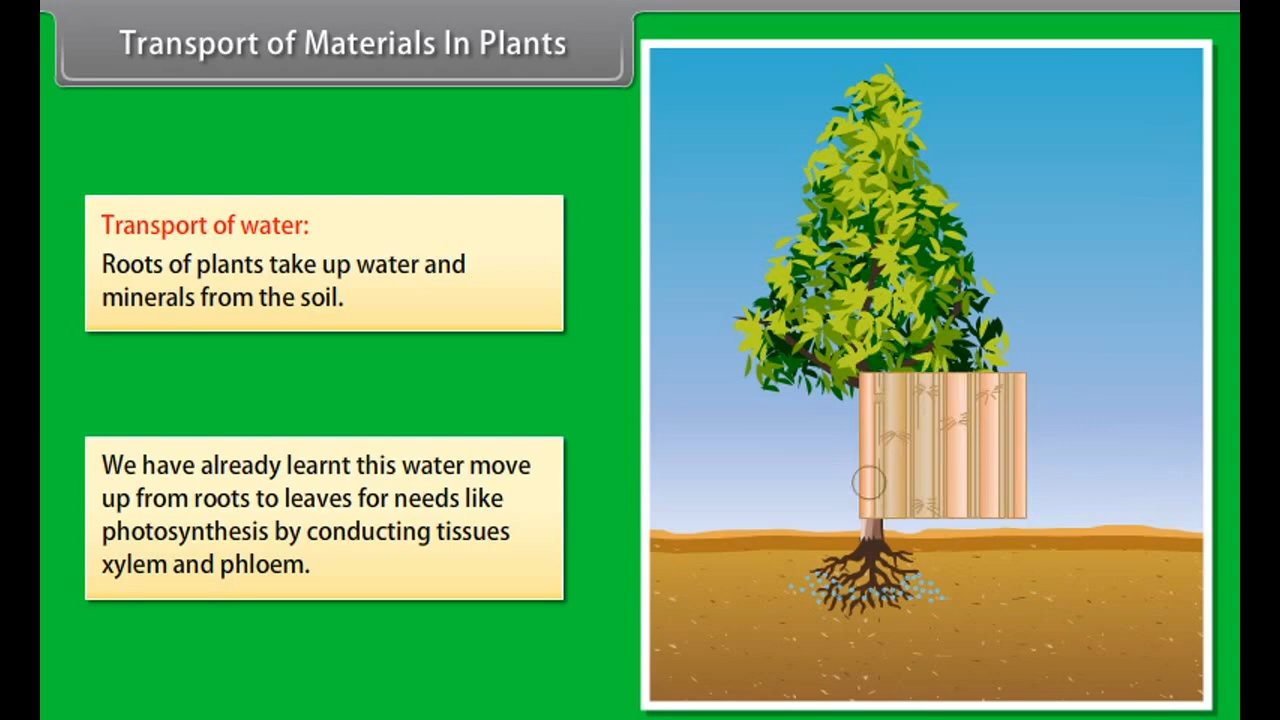 Transport of Materials In Plants
Transport of water:
Roots of plants take up water and
minerals from the soil.
We have already learnt this water move
up from roots to leaves for needs like
photosynthesis by conducting tissues
xylem and phloem.